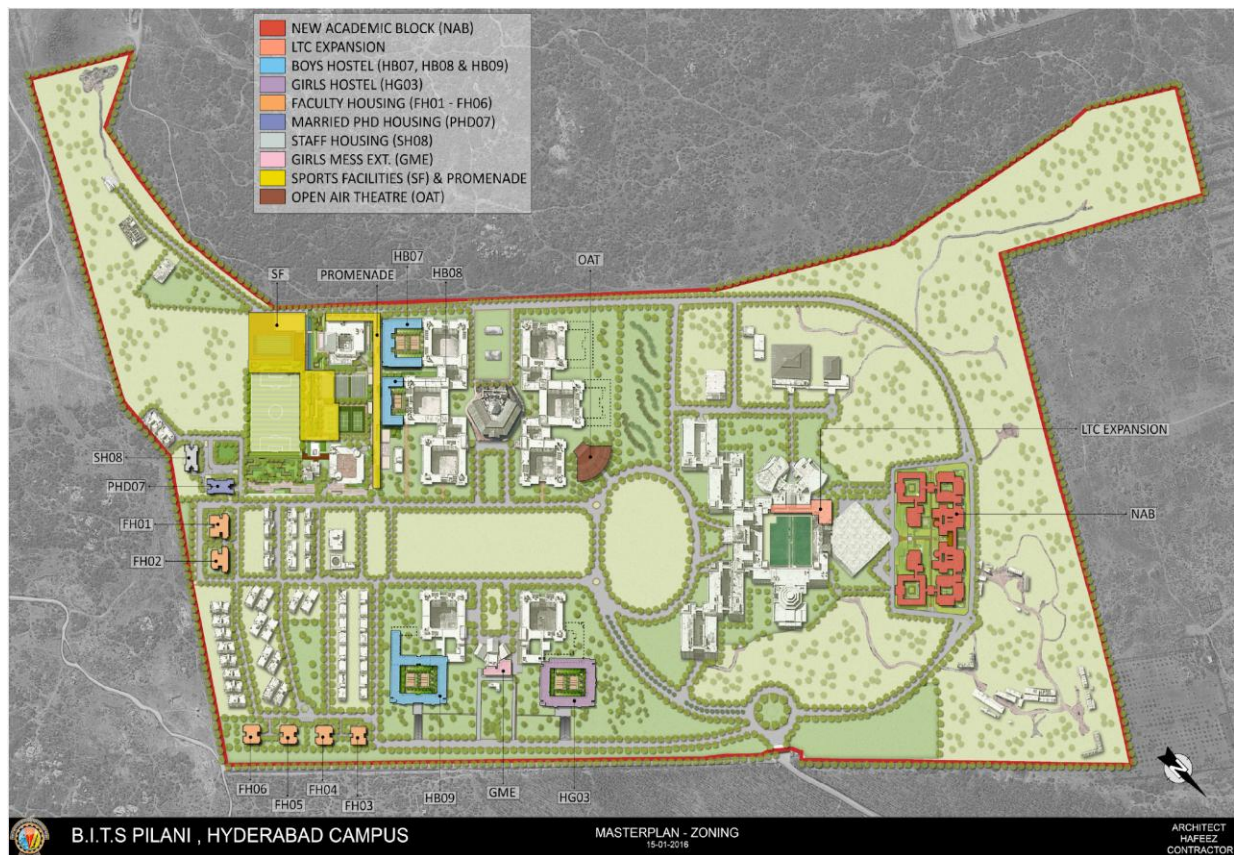 NEW ACADEMIC BLOCK (NAB)
LTC EXPANSION
BOYS HOSTEL (HB07, HB08 & HB09)
GIRLS HOSTEL (HG03)
FACULTY HOUSING (FH01 - FH06)
MARRIED PHD HOUSING (PHD07)
STAFF HOUSING (SH08)
GIRLS MESS EXT. (GME)
SPORTS FACILITIES (SF) & PROMENADE
OPEN AIR THEATRE (OAT)
SF
PROMENADE
HB07
HB08
OAT
LTC EXPANSION
SH08
PHD07
NAB
FH01
FH02
FH06
FH05
FH04
FH03
HB09
GME
HG03
N
B.I.T.S PILANI , HYDERABAD CAMPUS
MASTERPLAN - ZONING
15-01-2016
ARCHITECT
HAFEEZ
CONTRACTOR